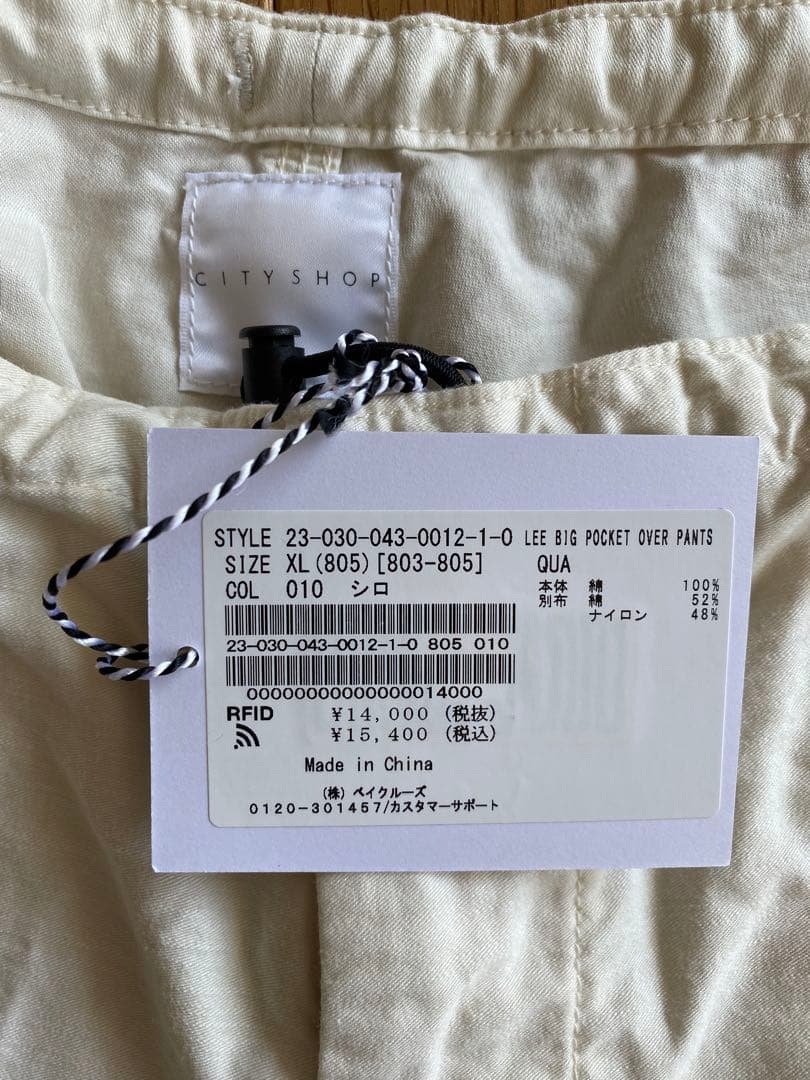 CITYSHOP
STYLE 23-030-043-0012-1-0 LEE BIG POCKET OVER PANTS
SIZE XL(805)[803-805] QUA
COL 010 シロ 本体 綿 100%
別布 綿 52%
ナイロン 48%
23-030-043-0012-1-0 805 010
00000000000000014000
RFID ¥14,000 (税抜)
¥15,400 (税込)
Made in China
(株) ベイクルーズ
0120-301457/カスタマーサポート